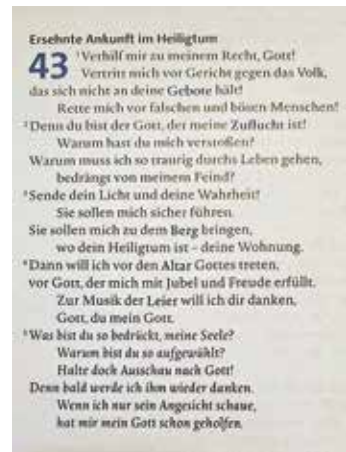 Ersehnte Ankunft im Heiligtum
43 ¹Verhilf mir zu meinem Recht, Gott!
Vertritt mich vor Gericht gegen das Volk,
das sich nicht an deine Gebote hält!
Rette mich vor falschen und bösen Menschen!
²Denn du bist der Gott, der meine Zuflucht ist!
Warum hast du mich verstoßen?
Warum muss ich so traurig durchs Leben gehen,
bedrängt von meinem Feind?
³Sende dein Licht und deine Wahrheit!
Sie sollen mich sicher führen.
Sie sollen mich zu dem Berg bringen,
wo dein Heiligtum ist – deine Wohnung.
⁴Dann will ich vor den Altar Gottes treten,
vor Gott, der mich mit Jubel und Freude erfüllt.
Zur Musik der Leier will ich dir danken,
Gott, du mein Gott.
⁵Was bist du so bedrückt, meine Seele?
Warum bist du so aufgewühlt?
Halte doch Ausschau nach Gott!
Denn bald werde ich ihm wieder danken.
Wenn ich nur sein Angesicht schaue,
hat mir mein Gott schon geholfen.